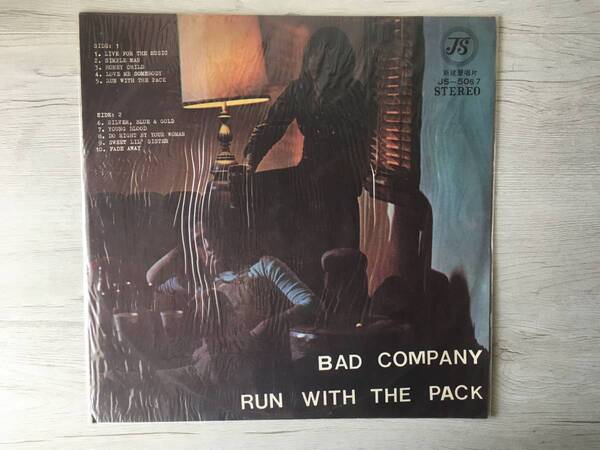 SIDE: 1
1. LIVE FOR THE MUSIC
2. SIMPLE MAN
3. HONEY CHILD
4. LOVE ME SOMEBODY
5. RUN WITH THE PACK
SIDE: 2
6. SILVER, BLUE & GOLD
7. YOUNG BLOOD
8. DO RIGHT BY YOUR WOMAN
9. SWEET LIL' SISTER
10. FADE AWAY
JS
唱片
JS-5067
STEREO
BAD COMPANY
RUN WITH THE PACK